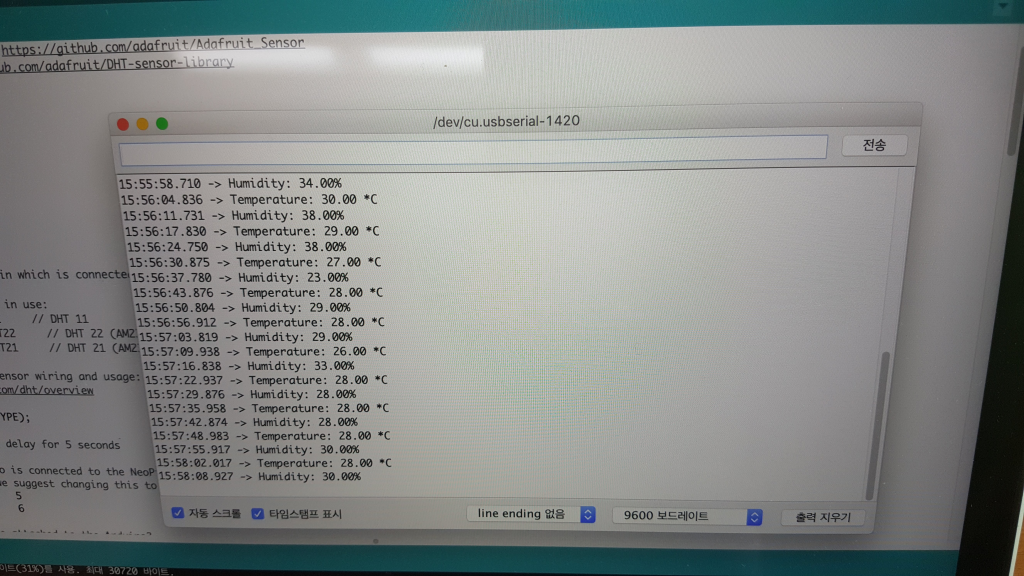 https://github.com/adafruit/Adafruit_Sensor
ub.com/adafruit/DHT-sensor-library
/dev/cu.usbserial-1420
전송
15:55:58.710 -> Humidity: 34.00%
15:56:04.836 -> Temperature: 30.00 *C
15:56:11.731 -> Humidity: 38.00%
15:56:17.830 -> Temperature: 29.00 *C
15:56:24.750 -> Humidity: 38.00%
15:56:30.875 -> Temperature: 27.00 *C
15:56:37.780 -> Humidity: 23.00%
15:56:43.876 -> Temperature: 28.00 *C
15:56:50.804 -> Humidity: 29.00%
15:56:56.912 -> Temperature: 28.00 *C
15:57:03.819 -> Humidity: 29.00%
15:57:09.938 -> Temperature: 26.00 *C
15:57:16.838 -> Humidity: 33.00%
15:57:22.937 -> Temperature: 28.00 *C
15:57:29.876 -> Humidity: 28.00%
15:57:35.958 -> Temperature: 28.00 *C
15:57:42.874 -> Humidity: 28.00%
15:57:48.983 -> Temperature: 28.00 *C
15:57:55.917 -> Humidity: 30.00%
15:58:02.017 -> Temperature: 28.00 *C
15:58:08.927 -> Humidity: 30.00%
자동 스크롤
타임스탬프 표시
line ending 없음
9600 보드레이트
출력 지우기
in which is connecte
in use:
// DHT 11
T22 // DHT 22 (AM2
T21 // DHT 21 (AM2
ensor wiring and usage:
com/dht/overview
YPE);
delay for 5 seconds
o is connected to the NeoP
we suggest changing this to
5
6
이트(31%)를 사용. 최대 30720 바이트.